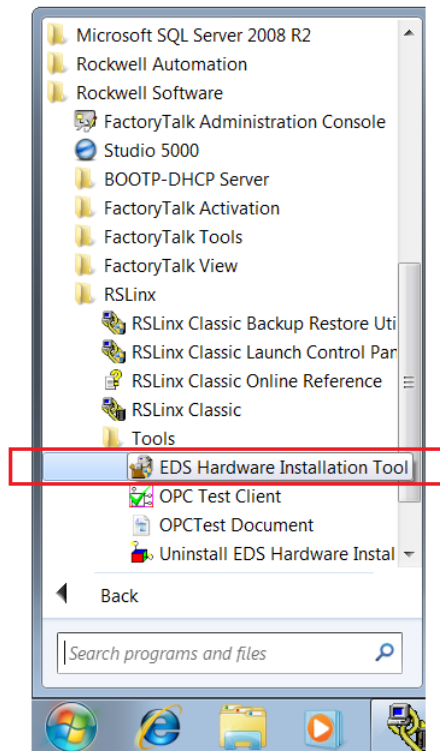 Microsoft SQL Server 2008 R2
Rockwell Automation
Rockwell Software
FactoryTalk Administration Console
Studio 5000
BOOTP-DHCP Server
FactoryTalk Activation
FactoryTalk Tools
FactoryTalk View
RSLinx
RSLinx Classic Backup Restore Uti
RSLinx Classic Launch Control Pan
RSLinx Classic Online Reference
RSLinx Classic
Tools
EDS Hardware Installation Tool
OPC Test Client
OPCTest Document
Uninstall EDS Hardware Instal
Back
Search programs and files